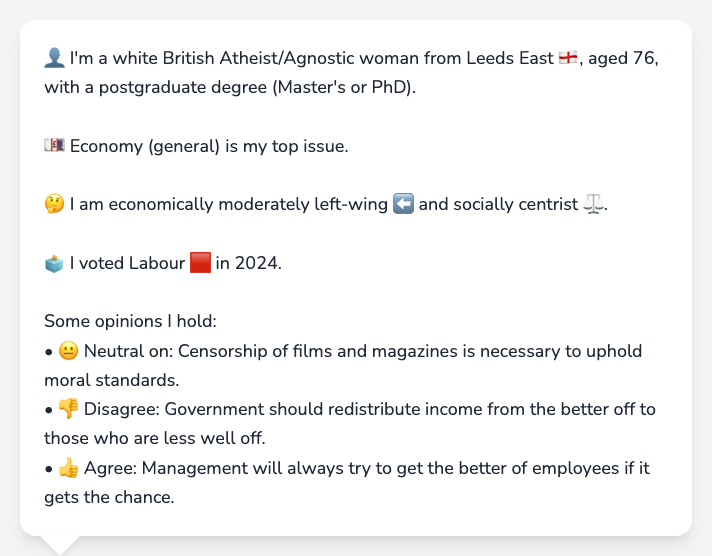 👤 I'm a white British Atheist/Agnostic woman from Leeds East 🏴󠁧󠁢󠁥󠁮󠁧󠁿, aged 76,
with a postgraduate degree (Master's or PhD).
💷 Economy (general) is my top issue.
🤔 I am economically moderately left-wing ⬅️ and socially centrist ⚖️.
🗳️ I voted Labour 🟥 in 2024.
Some opinions I hold:
• 😐 Neutral on: Censorship of films and magazines is necessary to uphold
moral standards.
• 👎 Disagree: Government should redistribute income from the better off to
those who are less well off.
• 👍 Agree: Management will always try to get the better of employees if it
gets the chance.